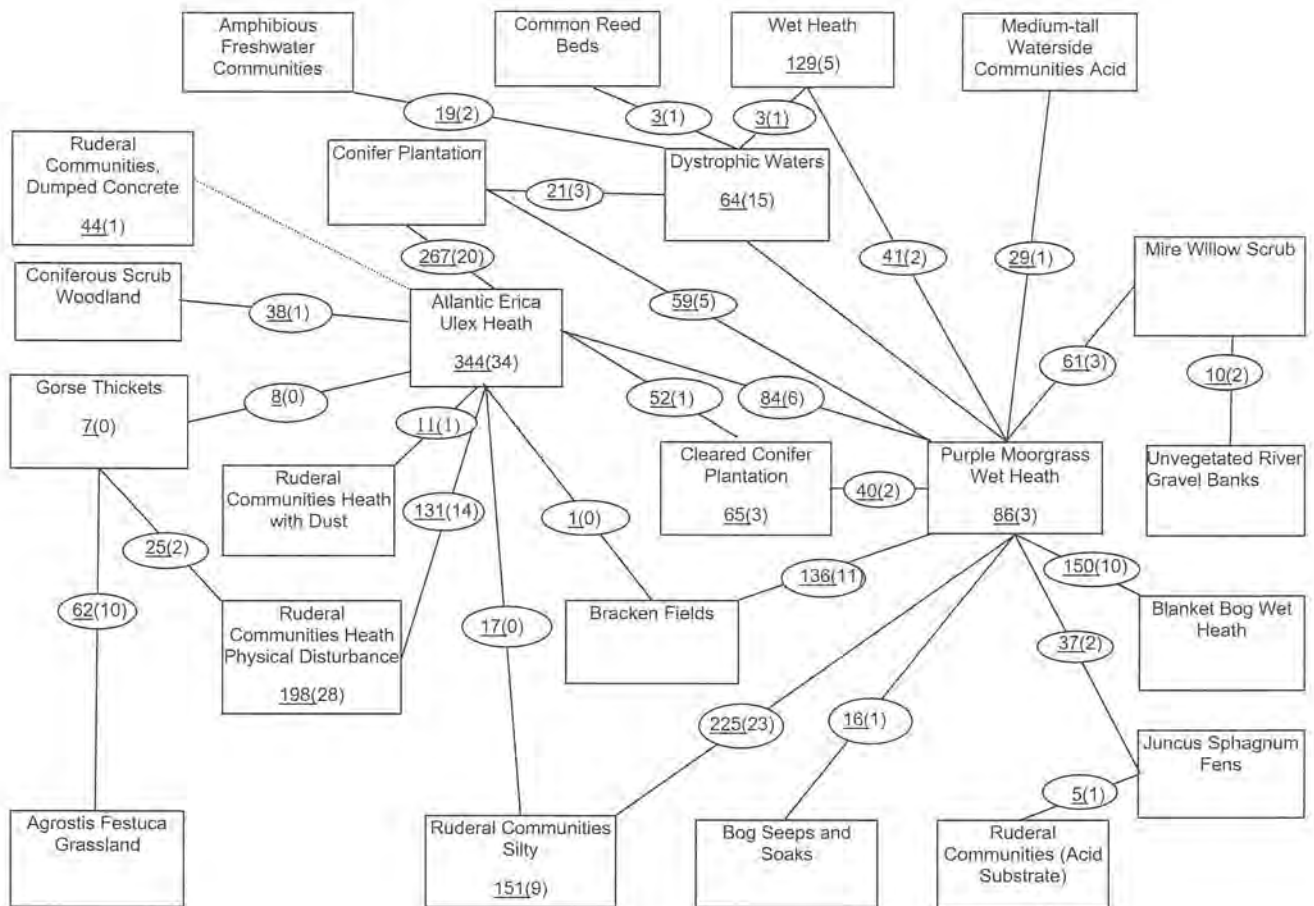 Amphibious
Freshwater
Communities
Common Reed
Beds
Wet Heath
129(5)
Medium-tall
Waterside
Communities Acid
19(2)
3(1)
3(1)
Ruderal
Communities,
Dumped Concrete
44(1)
Conifer Plantation
21(3)
Dystrophic Waters
64(15)
267(20)
41(2)
29(1)
Mire Willow Scrub
Coniferous Scrub
Woodland
38(1)
Atlantic Erica
Ulex Heath
344(34)
59(5)
61(3)
10(2)
Gorse Thickets
7(0)
8(0)
52(1)
84(6)
11(1)
Ruderal
Communities Heath
with Dust
131(14)
1(0)
Cleared Conifer
Plantation
65(3)
40(2)
Purple Moorgrass
Wet Heath
86(3)
Unvegetated River
Gravel Banks
25(2)
62(10)
Ruderal
Communities Heath
Physical Disturbance
198(28)
17(0)
Bracken Fields
136(11)
150(10)
Blanket Bog Wet
Heath
37(2)
225(23)
16(1)
Juncus Sphagnum
Fens
5(1)
Agrostis Festuca
Grassland
Ruderal Communities
Silty
151(9)
Bog Seeps and
Soaks
Ruderal
Communities (Acid
Substrate)